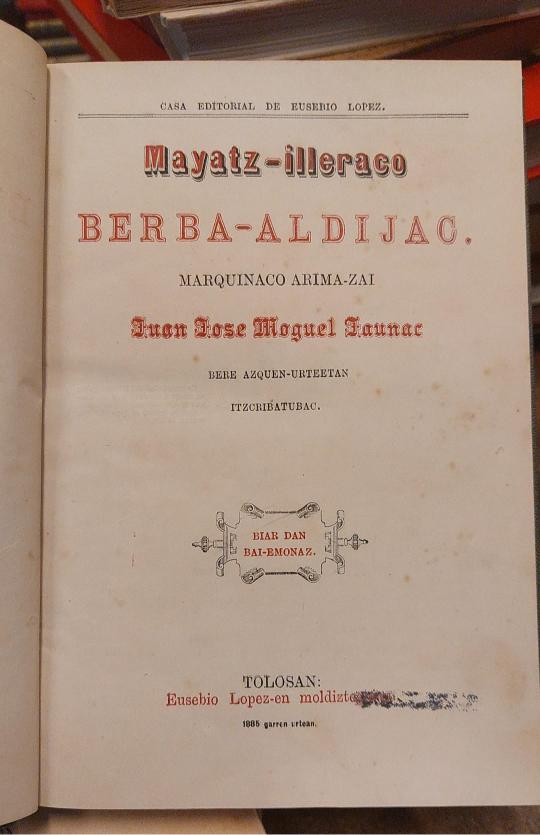 CASA EDITORIAL DE EUSEBIO LOPEZ.
Mayatz-illeraco
BERBA-ALDIJAC.
MARQUINACO ARIMA-ZAI
Juan Jose Moguel Jaunac
BERE AZQUEN-URTEETAN
ITZCRIBATUBAC.
BIAR DAN
BAI-EMONAZ.
TOLOSAN:
Eusebio Lopez-en
1885 garren urtean.